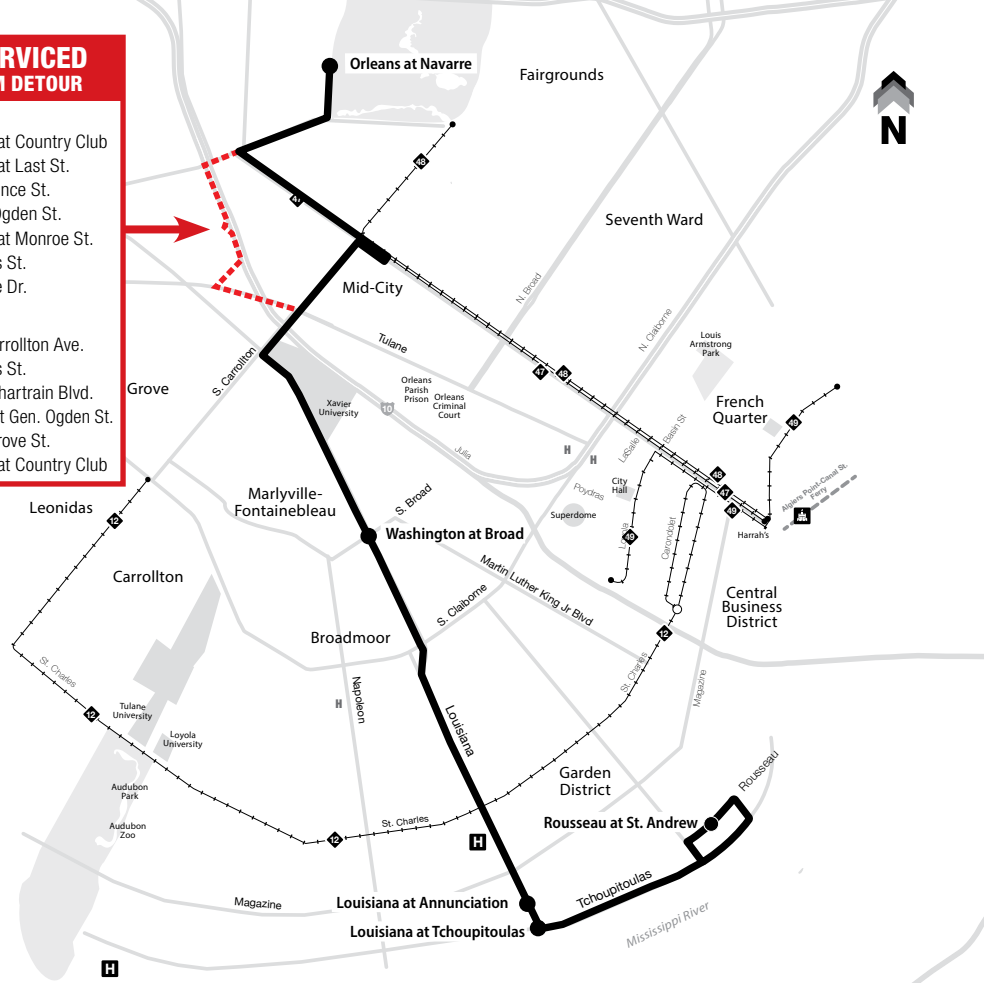 RVICED
M DETOUR
at Country Club
at Last St.
nce St.
Ogden St.
at Monroe St.
s St.
e Dr.
rrollton Ave.
s St.
hartrain Blvd.
t Gen. Ogden St.
rove St.
at Country Club
Orleans at Navarre
Fairgrounds
N
48
Seventh Ward
Mid-City
N. Broad
N. Claiborne
Tulane
S. Carrollton
Louis
Armstrong
Park
47
48
Grove
Xavier
University
10
Orleans
Parish
Prison
Orleans
Criminal
Court
French
Quarter
49
Julia
H
H
LaSalle
Basin St
Leonidas
12
Marlyville-
Fontainebleau
S. Broad
Poydras
City
Hall
Superdome
48
47
49
Algiers Point-Canal St.
Ferry
Harrah's
Washington at Broad
49
Carondolet
Carrollton
Martin Luther King Jr Blvd
S. Claiborne
Central
Business
District
12
Broadmoor
St. Charles
St. Charles
Magazine
H
Napoleon
Louisiana
12
Tulane
University
Loyola
University
Audubon
Park
Audubon
Zoo
Garden
District
Rousseau
Rousseau at St. Andrew
St. Charles
12
H
Tchoupitoulas
Magazine
Louisiana at Annunciation
Louisiana at Tchoupitoulas
Mississippi River
H